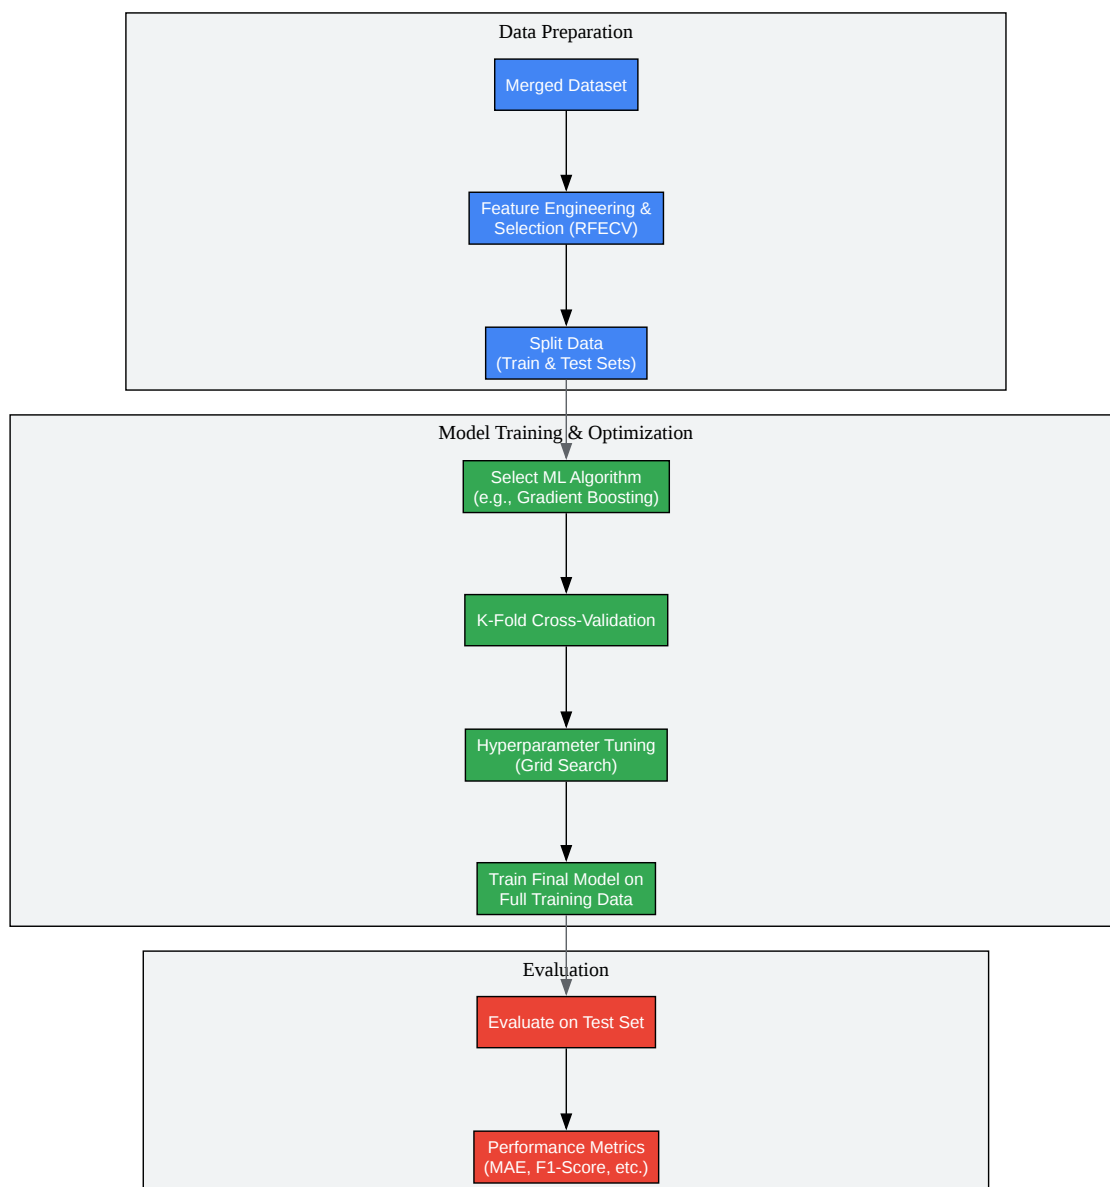 Data Preparation
Merged Dataset
Feature Engineering &
Selection (RFECV)
Split Data
(Train & Test Sets)
Model Training & Optimization
Select ML Algorithm
(e.g., Gradient Boosting)
K-Fold Cross-Validation
Hyperparameter Tuning
(Grid Search)
Train Final Model on
Full Training Data
Evaluation
Evaluate on Test Set
Performance Metrics
(MAE, F1-Score, etc.)